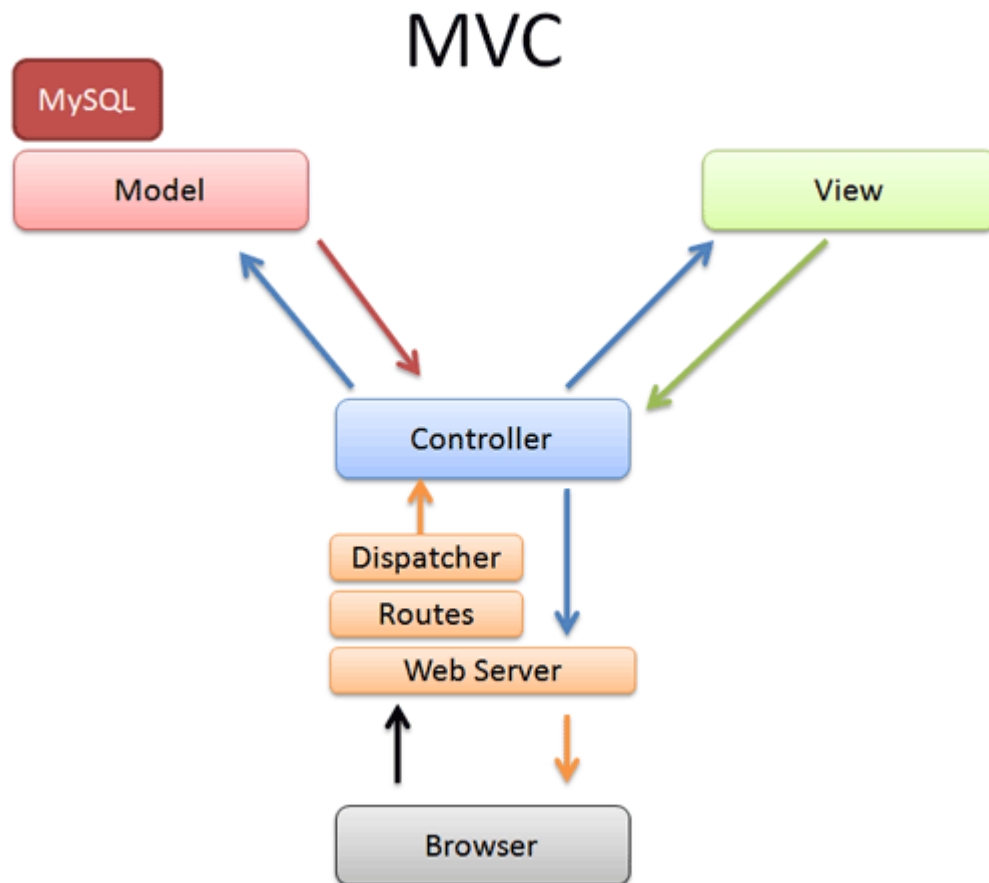 MVC
MySQL
Model
View
Controller
Dispatcher
Routes
Web Server
Browser